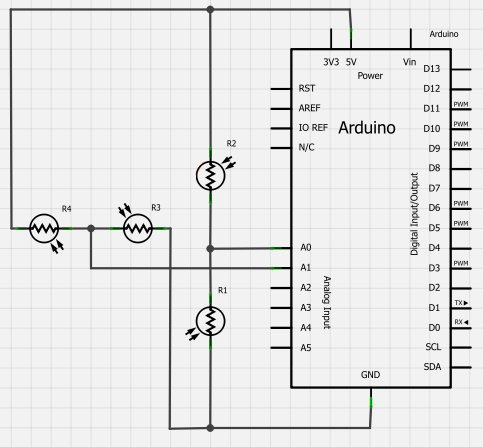 Arduino
3V3 5V Vin
Power
D13
RST
D12
AREF
D11 PWM
IO REF
Arduino
D10 PWM
N/C
D9 PWM
R2
D8
D7
D6 PWM
R4
R3
D5 PWM
Digital Input/Output
A0
D4
A1
D3 PWM
A2
D2
R1
A3
D1 TX▶
Analog Input
A4
D0 RX◀
A5
SCL
SDA
GND